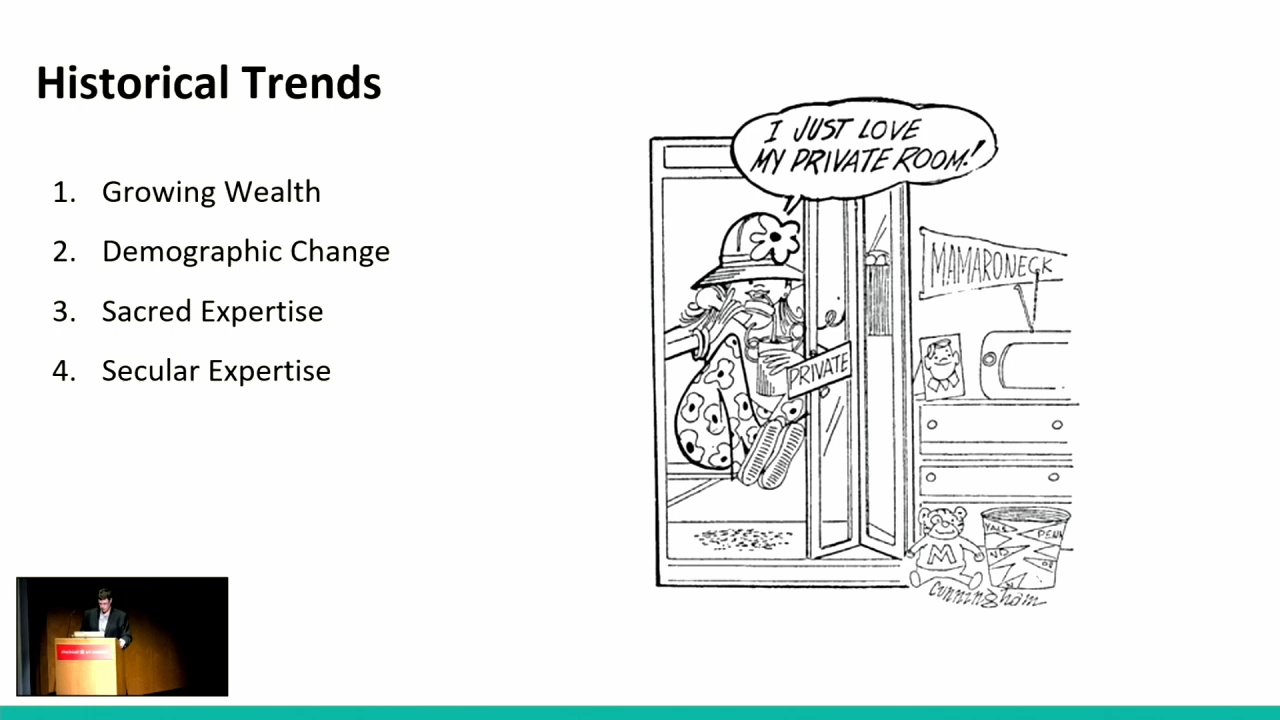 Historical Trends
1. Growing Wealth
2. Demographic Change
3. Sacred Expertise
4. Secular Expertise
I JUST LOVE
MY PRIVATE ROOM!
PRIVATE
MAMARONECK
M
YALE
PENN
ND
Cunningham